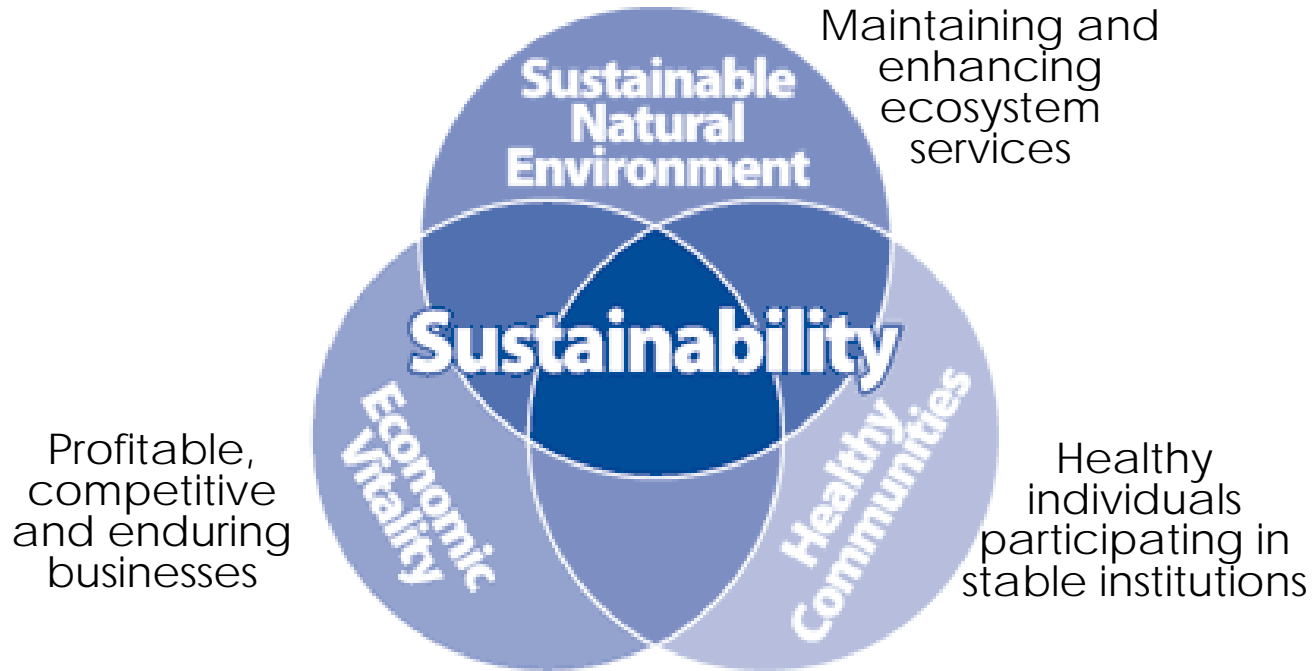 Maintaining and
enhancing
ecosystem
services
Sustainable
Natural
Environment
Sustainability
Economic
Vitality
Healthy
Communities
Profitable,
competitive
and enduring
businesses
Healthy
individuals
participating in
stable institutions